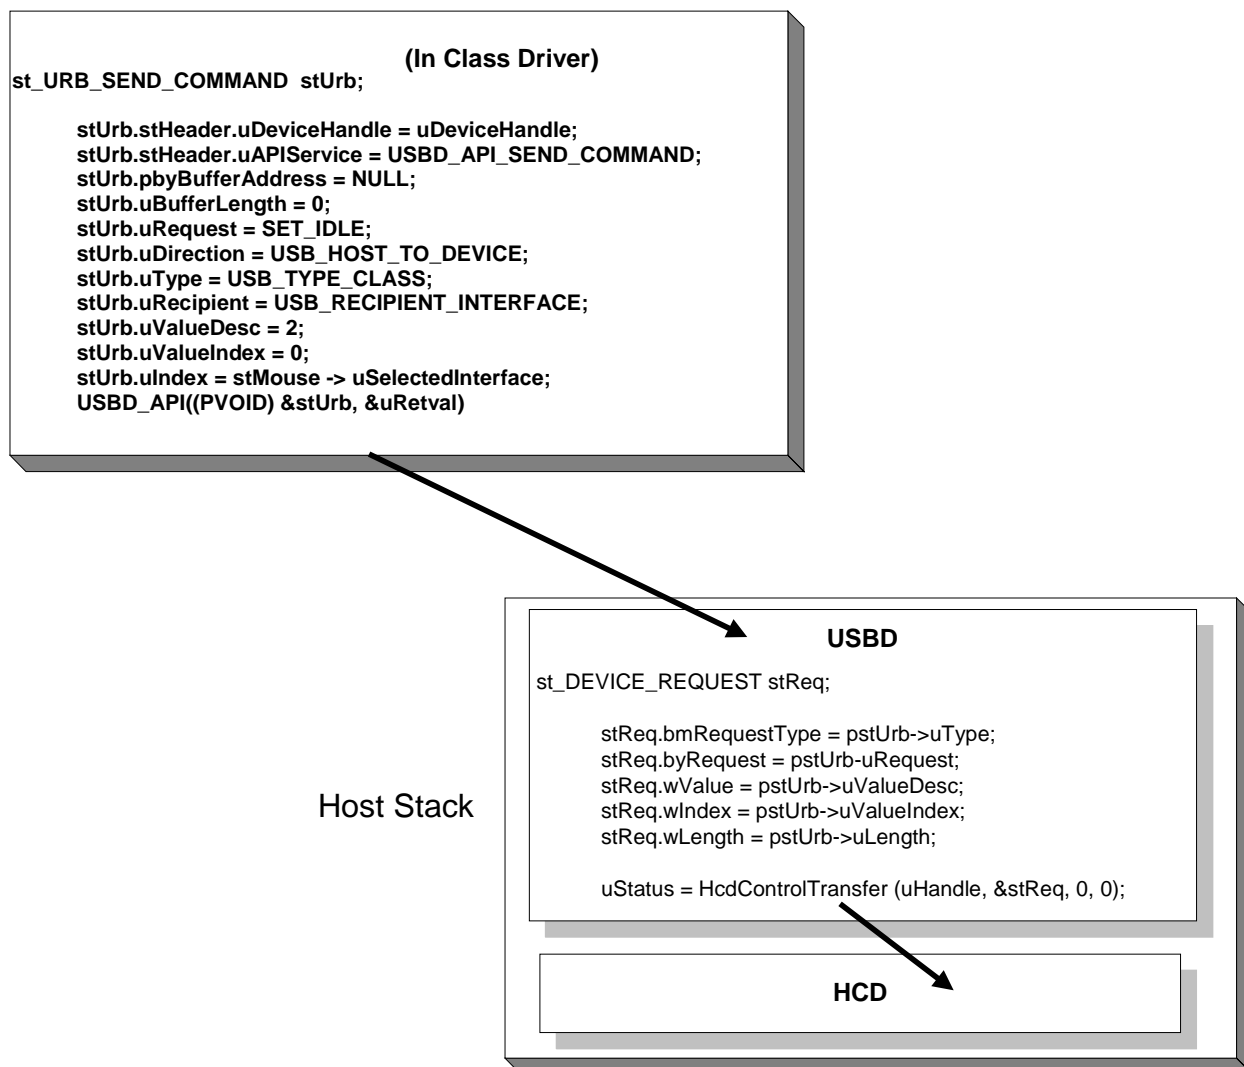 (In Class Driver)
st_URB_SEND_COMMAND stUrb;
stUrb.stHeader.uDeviceHandle = uDeviceHandle;
stUrb.stHeader.uAPIService = USBD_API_SEND_COMMAND;
stUrb.pbyBufferAddress = NULL;
stUrb.uBufferLength = 0;
stUrb.uRequest = SET_IDLE;
stUrb.uDirection = USB_HOST_TO_DEVICE;
stUrb.uType = USB_TYPE_CLASS;
stUrb.uRecipient = USB_RECIPIENT_INTERFACE;
stUrb.uValueDesc = 2;
stUrb.uValueIndex = 0;
stUrb.uIndex = stMouse -> uSelectedInterface;
USBD_API((PVOID) &stUrb, &uRetval)
USBD
st_DEVICE_REQUEST stReq;
stReq.bmRequestType = pstUrb->uType;
stReq.byRequest = pstUrb-uRequest;
stReq.wValue = pstUrb->uValueDesc;
stReq.wIndex = pstUrb->uValueIndex;
stReq.wLength = pstUrb->uLength;
uStatus = HcdControlTransfer (uHandle, &stReq, 0, 0);
Host Stack
HCD